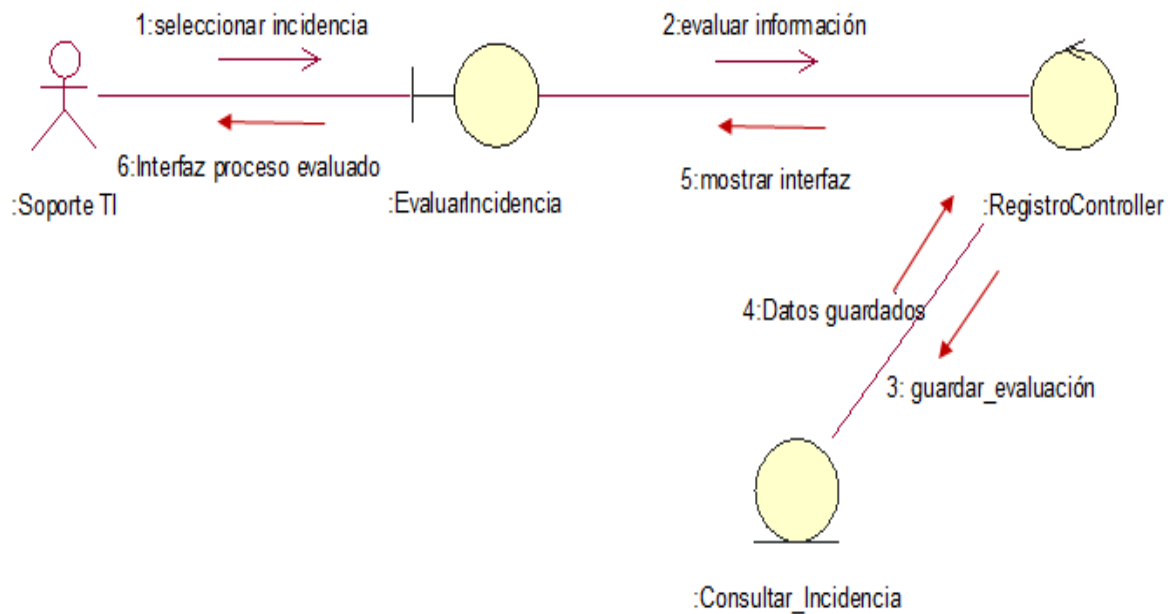 1:seleccionar incidencia
2:evaluar información
6:Interfaz proceso evaluado
5:mostrar interfaz
:Soporte TI
:EvaluarIncidencia
:RegistroController
4:Datos guardados
3: guardar_evaluación
:Consultar_Incidencia